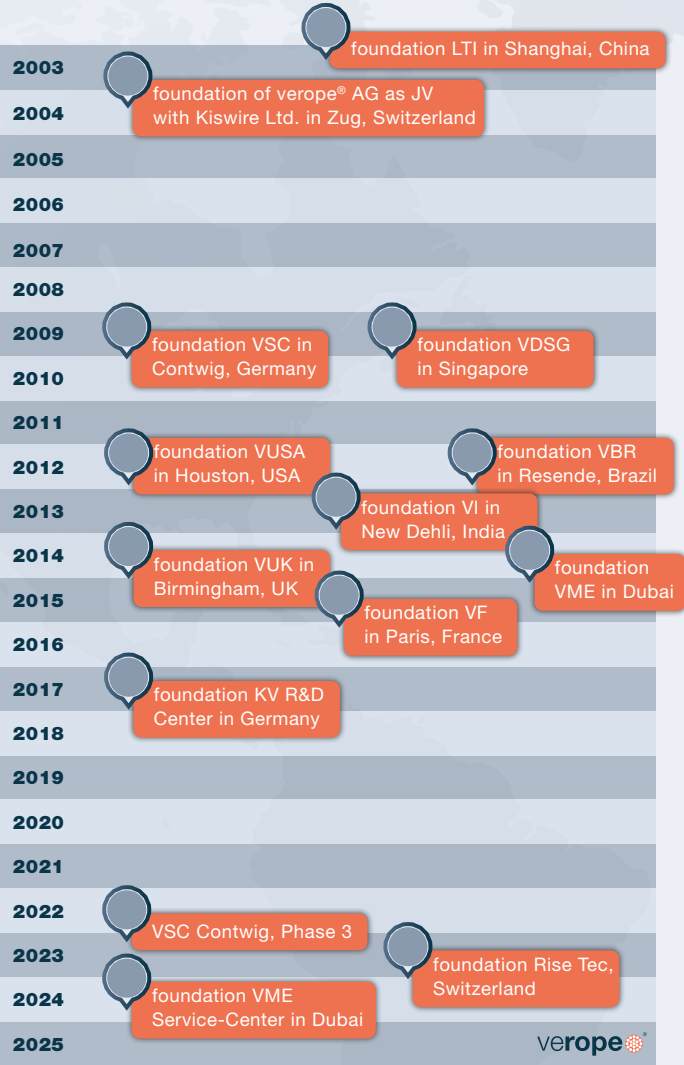 foundation LTI in Shanghai, China
2003
foundation of verope® AG as JV
with Kiswire Ltd. in Zug, Switzerland
2004
2005
2006
2007
2008
2009
foundation VSC in
Contwig, Germany
foundation VDSG
in Singapore
2010
2011
2012
foundation VUSA
in Houston, USA
foundation VBR
in Resende, Brazil
2013
foundation VI in
New Dehli, India
2014
foundation VUK in
Birmingham, UK
foundation
VME in Dubai
2015
foundation VF
in Paris, France
2016
2017
foundation KV R&D
Center in Germany
2018
2019
2020
2021
2022
VSC Contwig, Phase 3
2023
foundation Rise Tec,
Switzerland
2024
foundation VME
Service-Center in Dubai
2025
verope®